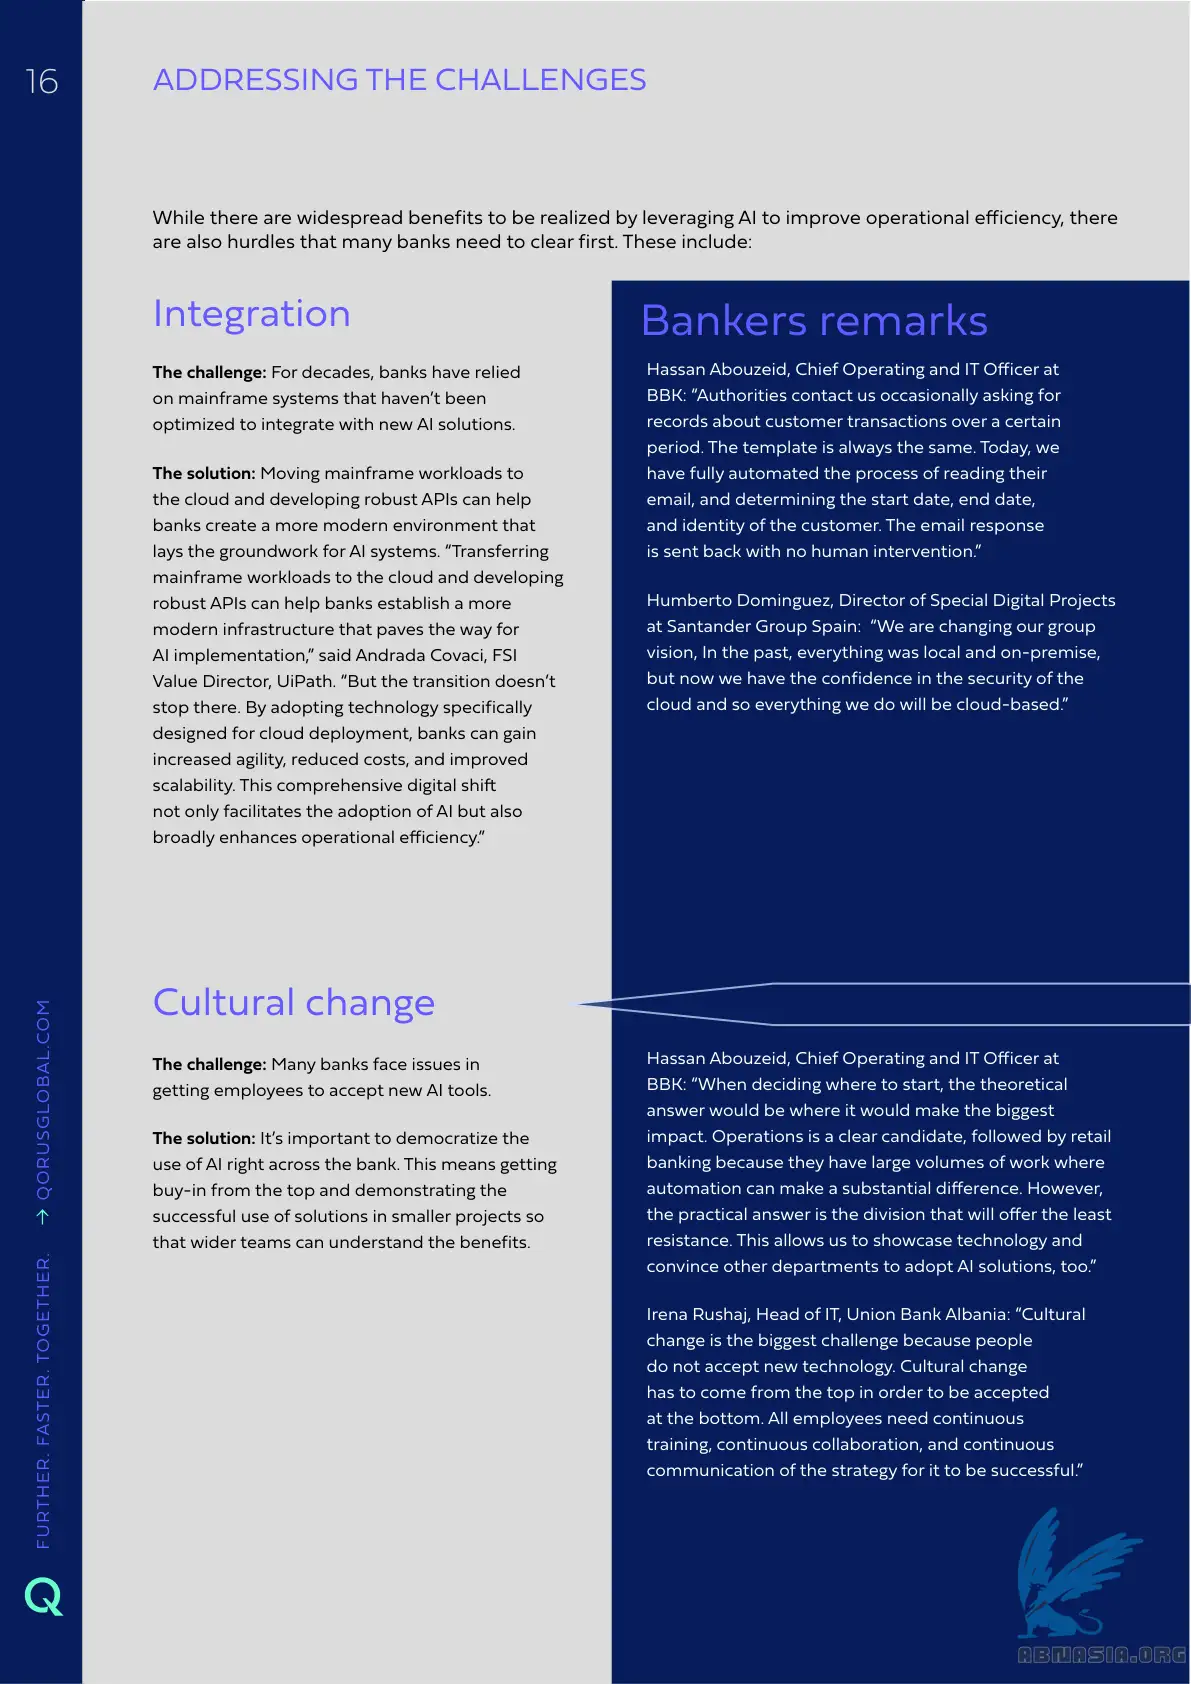 16
ADDRESSING THE CHALLENGES
While there are widespread benefits to be realized by leveraging AI to improve operational efficiency, there
are also hurdles that many banks need to clear first. These include:
Integration
The challenge: For decades, banks have relied
on mainframe systems that haven’t been
optimized to integrate with new AI solutions.
The solution: Moving mainframe workloads to
the cloud and developing robust APIs can help
banks create a more modern environment that
lays the groundwork for AI systems. “Transferring
mainframe workloads to the cloud and developing
robust APIs can help banks establish a more
modern infrastructure that paves the way for
AI implementation,” said Andrada Covaci, FSI
Value Director, UiPath. “But the transition doesn’t
stop there. By adopting technology specifically
designed for cloud deployment, banks can gain
increased agility, reduced costs, and improved
scalability. This comprehensive digital shift
not only facilitates the adoption of AI but also
broadly enhances operational efficiency.”
Bankers remarks
Hassan Abouzeid, Chief Operating and IT Officer at
BBK: “Authorities contact us occasionally asking for
records about customer transactions over a certain
period. The template is always the same. Today, we
have fully automated the process of reading their
email, and determining the start date, end date,
and identity of the customer. The email response
is sent back with no human intervention.”
Humberto Dominguez, Director of Special Digital Projects
at Santander Group Spain:  “We are changing our group
vision, In the past, everything was local and on-premise,
but now we have the confidence in the security of the
cloud and so everything we do will be cloud-based.”
Cultural change
The challenge: Many banks face issues in
getting employees to accept new AI tools.
The solution: It’s important to democratize the
use of AI right across the bank. This means getting
buy-in from the top and demonstrating the
successful use of solutions in smaller projects so
that wider teams can understand the benefits.
Hassan Abouzeid, Chief Operating and IT Officer at
BBK: “When deciding where to start, the theoretical
answer would be where it would make the biggest
impact. Operations is a clear candidate, followed by retail
banking because they have large volumes of work where
automation can make a substantial difference. However,
the practical answer is the division that will offer the least
resistance. This allows us to showcase technology and
convince other departments to adopt AI solutions, too.”
Irena Rushaj, Head of IT, Union Bank Albania: “Cultural
change is the biggest challenge because people
do not accept new technology. Cultural change
has to come from the top in order to be accepted
at the bottom. All employees need continuous
training, continuous collaboration, and continuous
communication of the strategy for it to be successful.”
FURTHER. FASTER. TOGETHER. → QORUSGLOBAL.COM
Q
ABNASIA.ORG